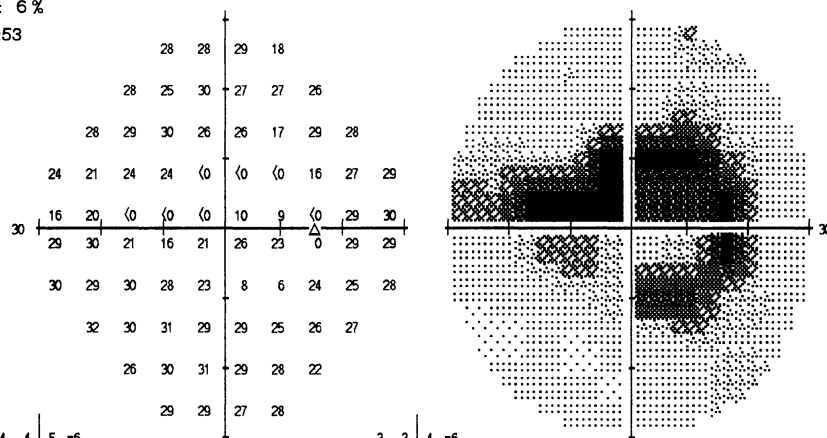 : 6 %
:53
28 28 29 18
28 25 30 27 27 26
28 29 30 26 26 17 29 28
24 21 24 24 ⟨0 ⟨0 ⟨0 16 27 29
16 20 ⟨0 ⟨0 ⟨0 10 9 ⟨0 29 30
30 30
29 30 21 16 21 26 23 0 29 29
30 29 30 28 23 8 6 24 25 28
32 30 31 29 29 25 26 27
26 30 31 29 28 22
29 29 27 28